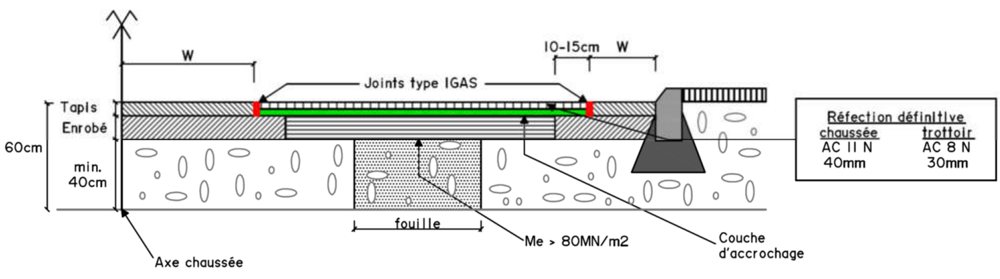 W
10-15cm
W
Joints type IGAS
Tapis
Enrobé
60cm
min.
40cm
Réfection définitive
chaussée trottoir
AC 11 N AC 8 N
40mm 30mm
fouille
Me > 80MN/m2
Couche
d'accrochage
Axe chaussée